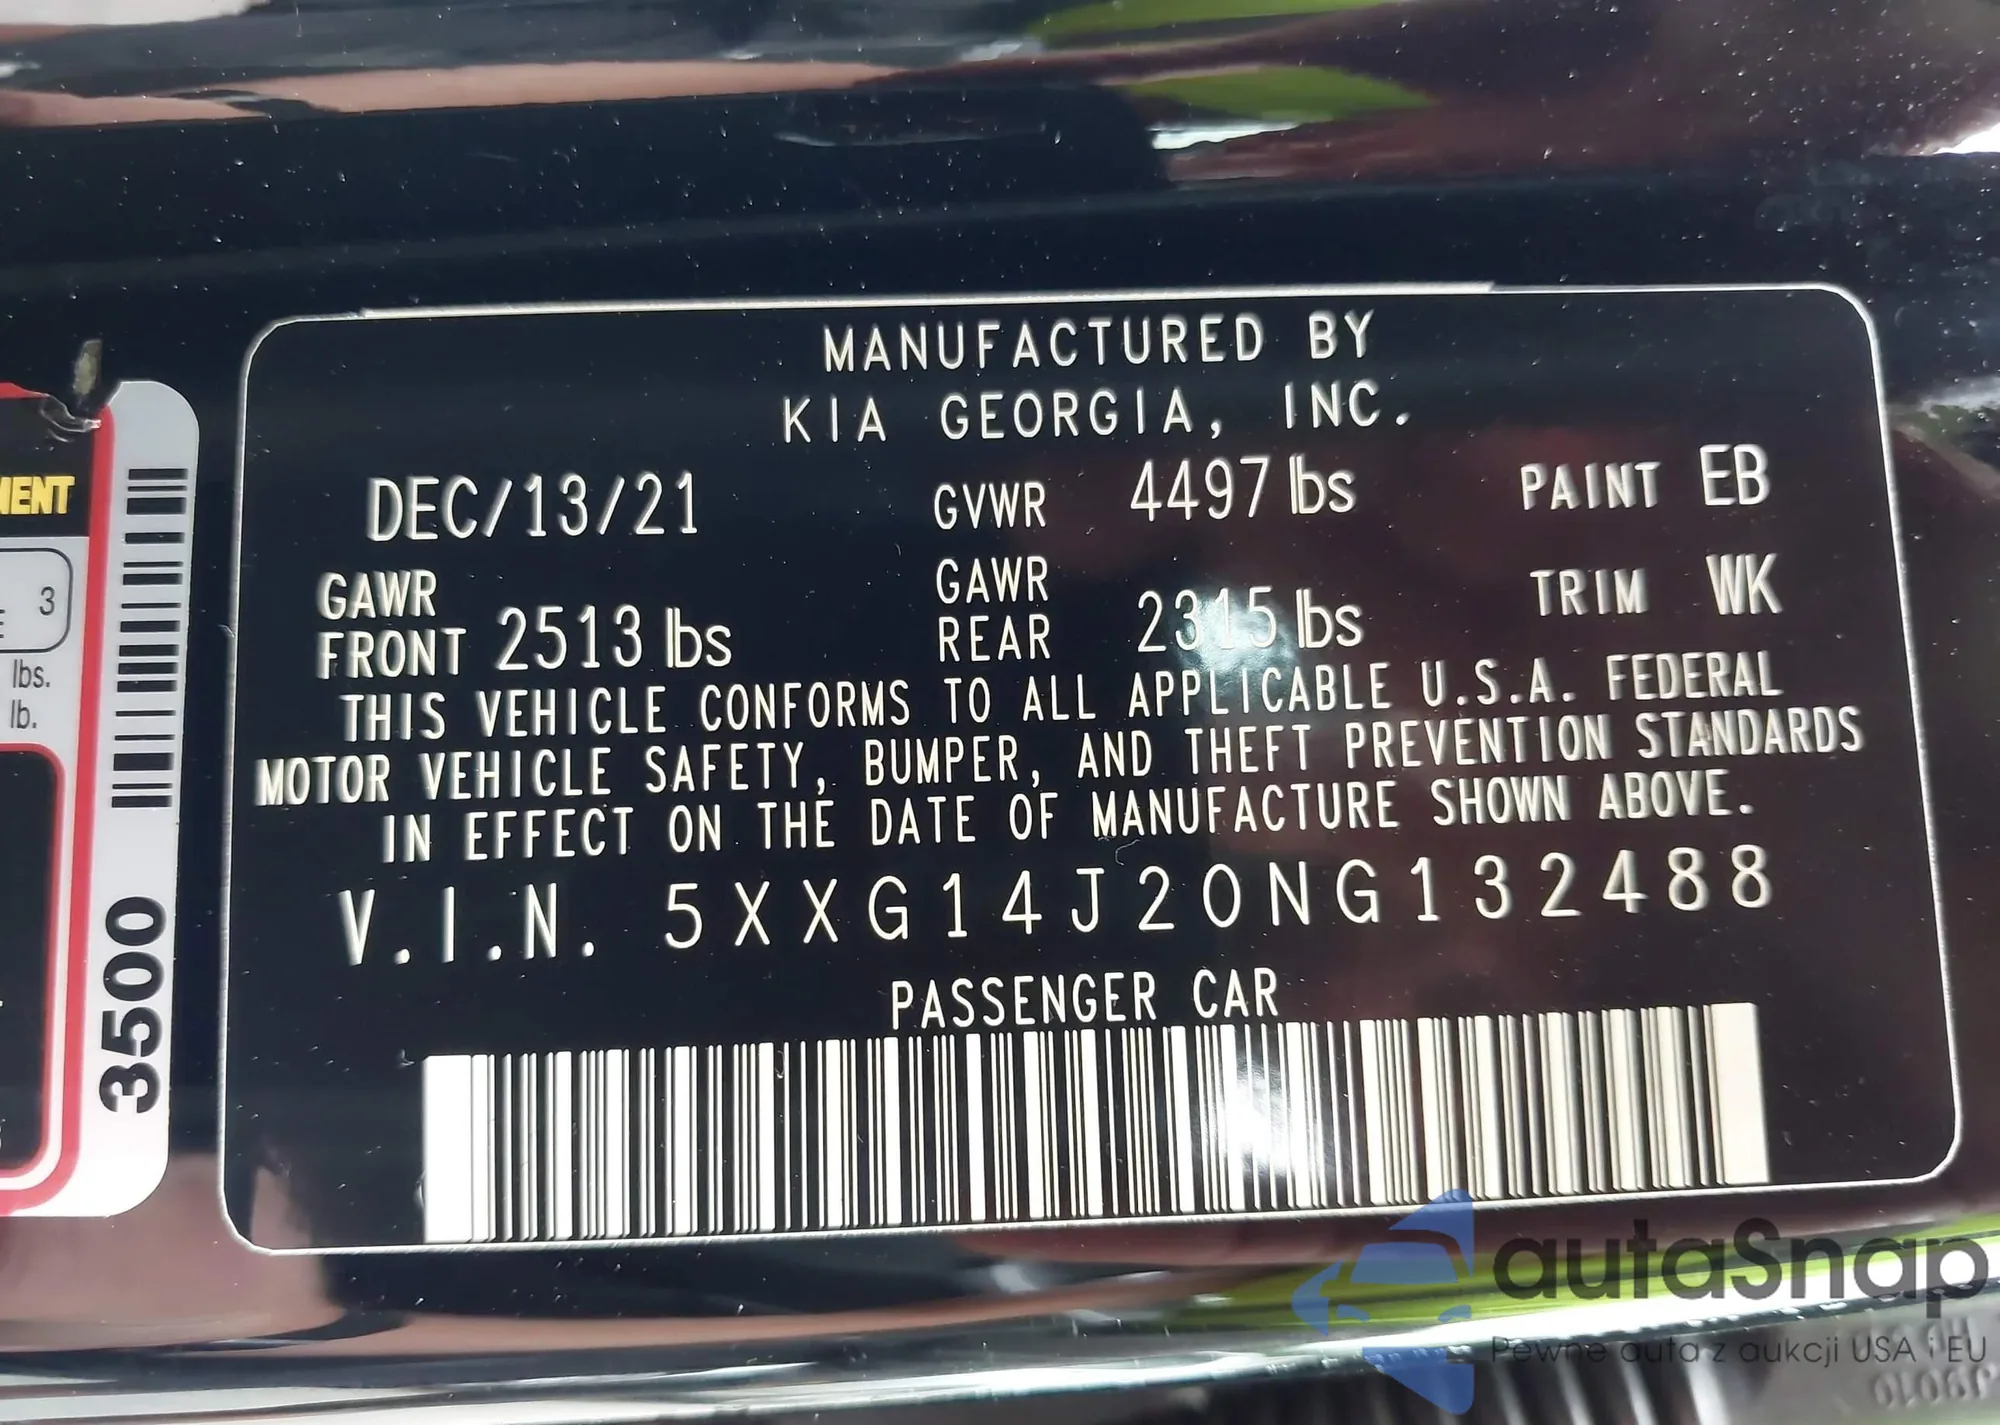 MANUFACTURED BY
KIA GEORGIA, INC.
DEC/13/21 GVWR 4497 lbs PAINT EB
GAWR FRONT 2513 lbs GAWR REAR 2315 lbs TRIM WK
THIS VEHICLE CONFORMS TO ALL APPLICABLE U.S.A. FEDERAL
MOTOR VEHICLE SAFETY, BUMPER, AND THEFT PREVENTION STANDARDS
IN EFFECT ON THE DATE OF MANUFACTURE SHOWN ABOVE.
V.I.N. 5XXG14J20NG132488
PASSENGER CAR
3
lbs.
lb.
3500
autaSnap
Pewne auta z aukcji USA i EU